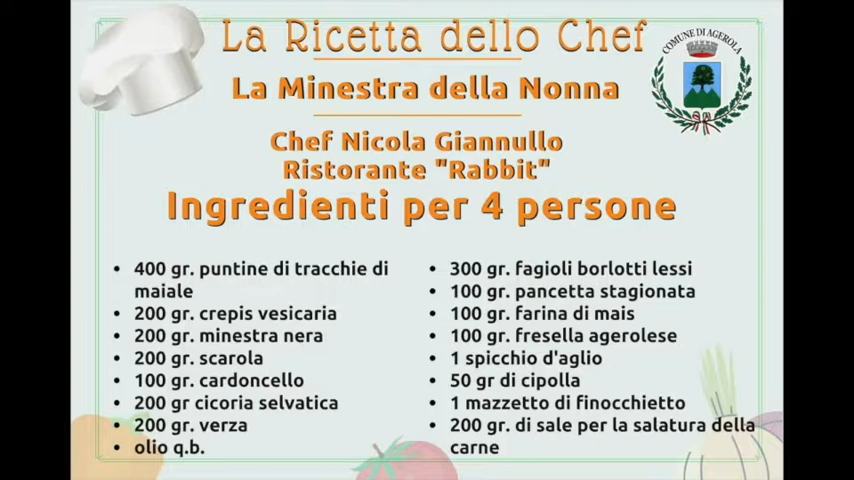 La Ricetta dello Chef
COMUNE DI AGEROLA
La Minestra della Nonna
Chef Nicola Giannullo
Ristorante "Rabbit"
Ingredienti per 4 persone
• 400 gr. puntine di tracchie di
maiale
• 200 gr. crepis vesicaria
• 200 gr. minestra nera
• 200 gr. scarola
• 100 gr. cardoncello
• 200 gr cicoria selvatica
• 200 gr. verza
• olio q.b.
• 300 gr. fagioli borlotti lessi
• 100 gr. pancetta stagionata
• 100 gr. farina di mais
• 100 gr. fresella agerolese
• 1 spicchio d'aglio
• 50 gr di cipolla
• 1 mazzetto di finocchietto
• 200 gr. di sale per la salatura della
carne